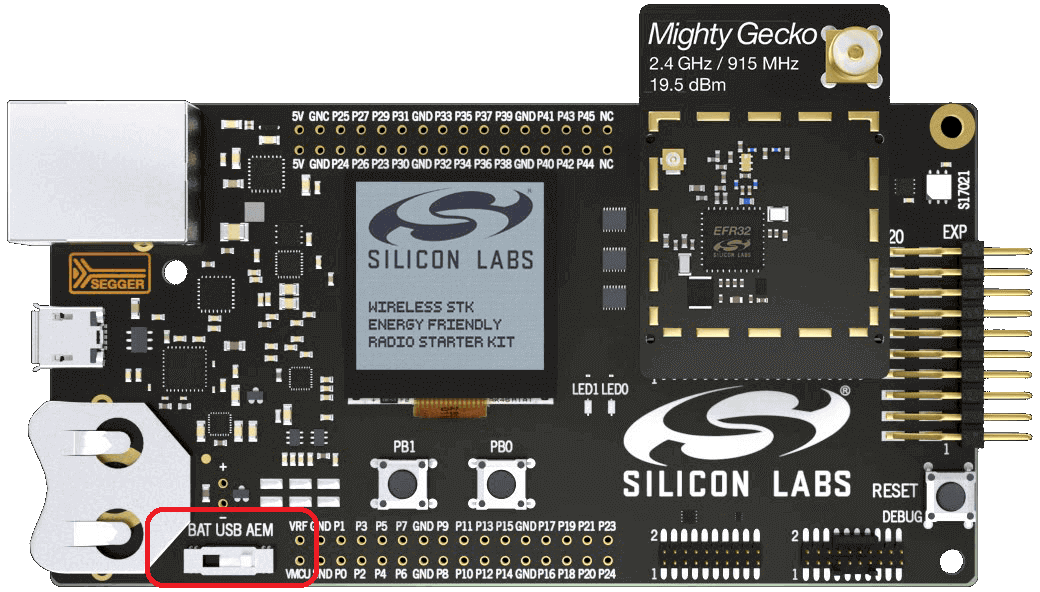 Mighty Gecko
2.4 GHz / 915 MHz
19.5 dBm
5V GNC P25 P27 P29 P31 GND P33 P35 P37 P39 GND P41 P43 P45 NC
5V GND P24 P26 P23 P30 GND P32 P34 P36 P38 GND P40 P42 P44 NC
S17021
20 EXP
EFR32
SILICON LABS
®
SILICON LABS
WIRELESS STK
ENERGY FRIENDLY
RADIO STARTER KIT
SEGGER
LED1 LED0
1
®
SILICON LABS
1
PB1 PB0
RESET
DEBUG
+
-
BAT USB AEM
VRF GND P1 P3 P5 P7 GND P9 P11 P13 P15 GND P17 P19 P21 P23
VMCU GND P0 P2 P4 P6 GND P8 P10 P12 P14 GND P16 P18 P20 P24
2 2
1 1